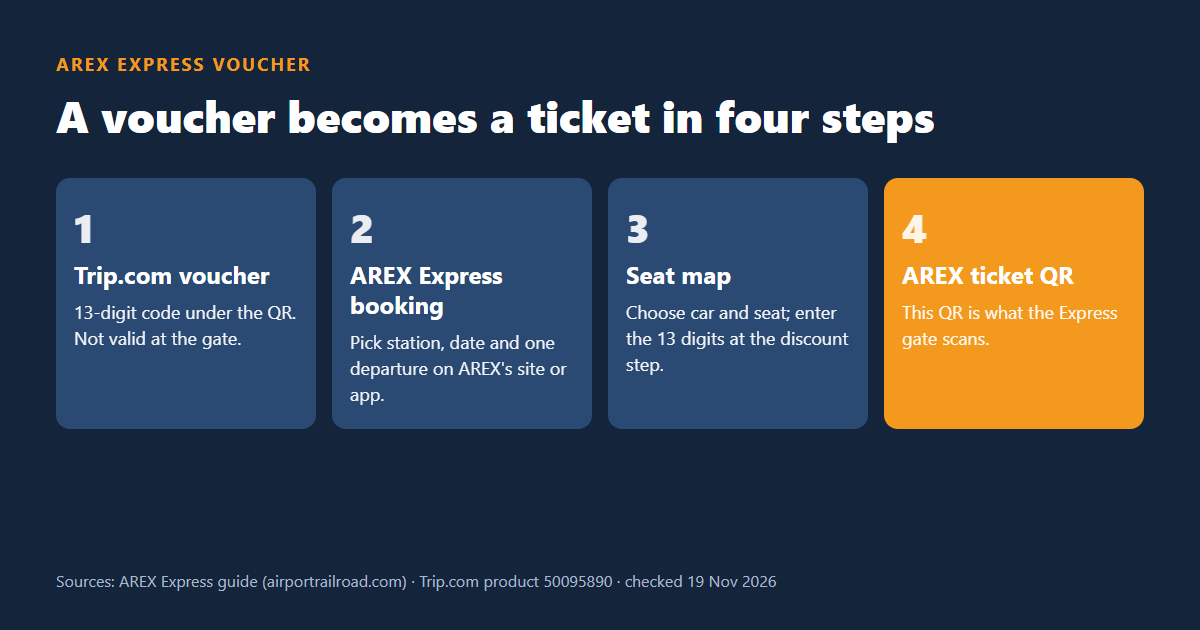 AREX EXPRESS VOUCHER
A voucher becomes a ticket in four steps
1
Trip.com voucher
13-digit code under the QR.
Not valid at the gate.
2
AREX Express
booking
Pick station, date and one
departure on AREX's site or
app.
3
Seat map
Choose car and seat; enter
the 13 digits at the discount
step.
4
AREX ticket QR
This QR is what the Express
gate scans.
Sources: AREX Express guide (airportrailroad.com) · Trip.com product 50095890 · checked 19 Nov 2026